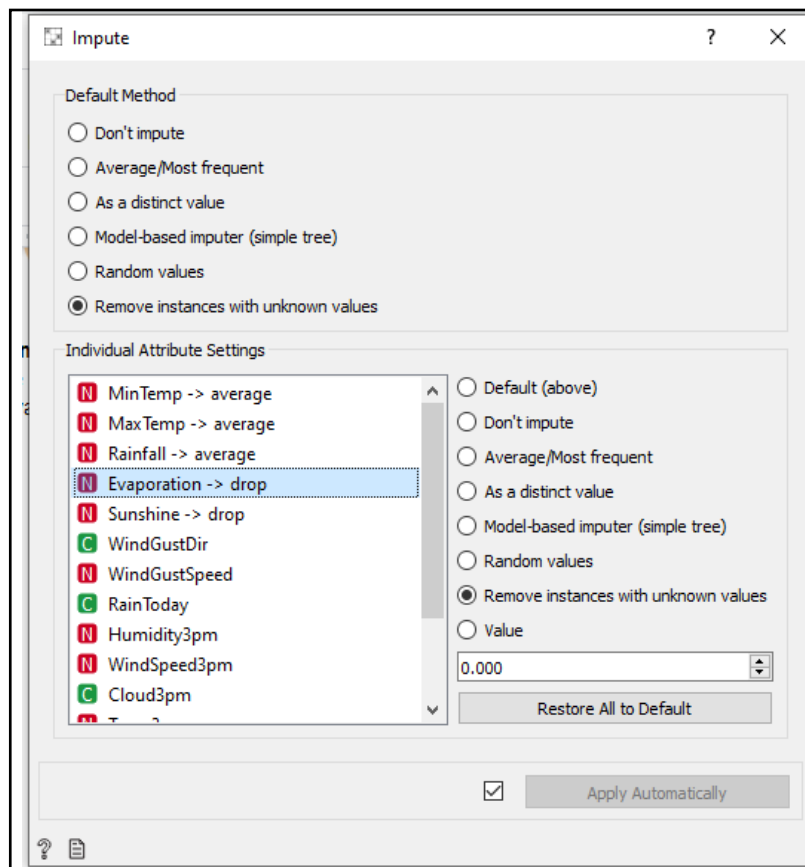 Impute ?
Default Method
Don't impute
Average/Most frequent
As a distinct value
Model-based imputer (simple tree)
Random values
Remove instances with unknown values
Individual Attribute Settings
N MinTemp -> average
N MaxTemp -> average
N Rainfall -> average
N Evaporation -> drop
N Sunshine -> drop
C WindGustDir
N WindGustSpeed
C RainToday
N Humidity3pm
N WindSpeed3pm
C Cloud3pm
Default (above)
Don't impute
Average/Most frequent
As a distinct value
Model-based imputer (simple tree)
Random values
Remove instances with unknown values
Value
0.000
Restore All to Default
Apply Automatically
?